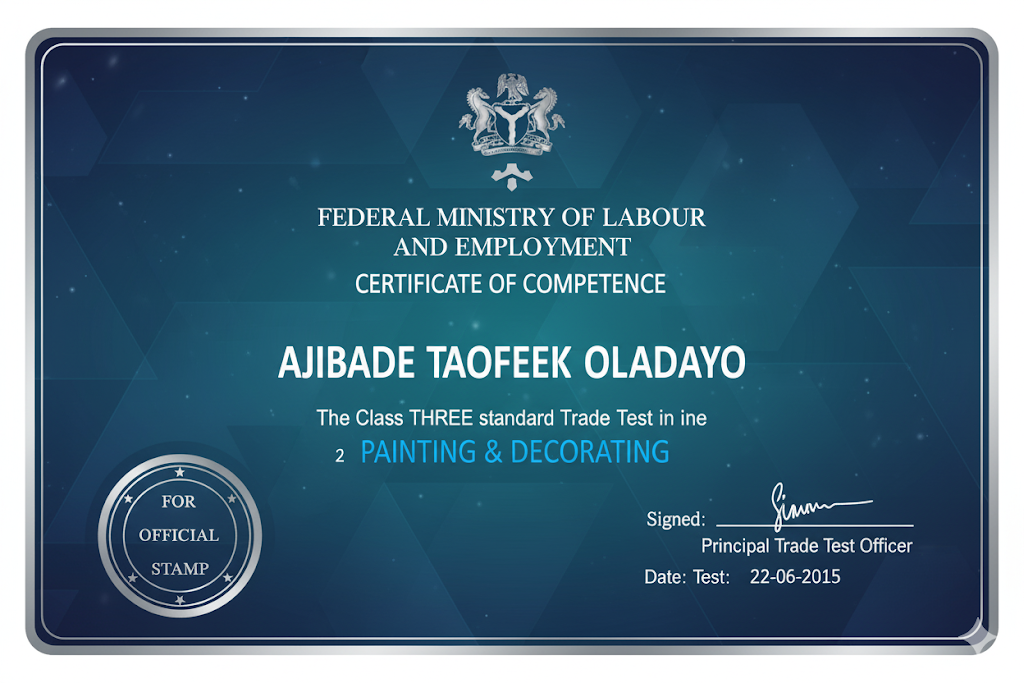 FEDERAL MINISTRY OF LABOUR
AND EMPLOYMENT
CERTIFICATE OF COMPETENCE
AJIBADE TAOFEEK OLADAYO
The Class THREE standard Trade Test in ine
2 PAINTING & DECORATING
FOR
OFFICIAL
STAMP
Signed:
Principal Trade Test Officer
Date: Test: 22-06-2015